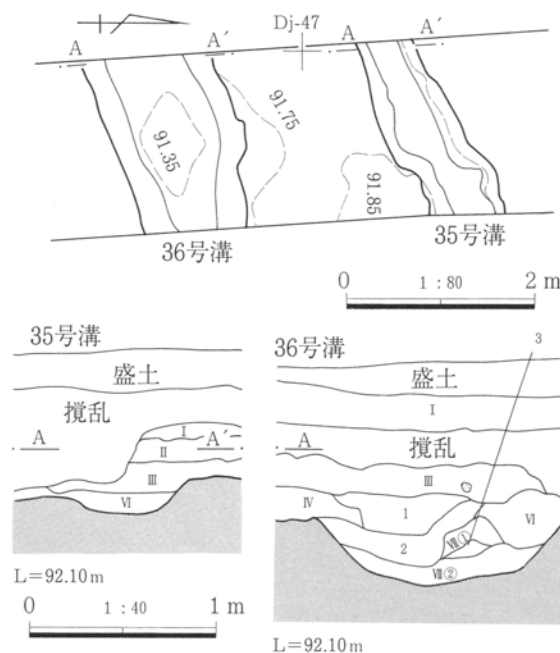 A A´ Dj-47 A A´
91.35
91.75
91.85
36号溝 35号溝
0 1：80 2 m
35号溝
盛土
攪乱
Ⅰ
A Ⅱ A´
Ⅲ
Ⅵ
L＝92.10m
0 1：40 1 m
36号溝 3
盛土
Ⅰ
攪乱
A
Ⅲ
Ⅳ 1 Ⅵ
2 Ⅶ①
Ⅶ②
L＝92.10m